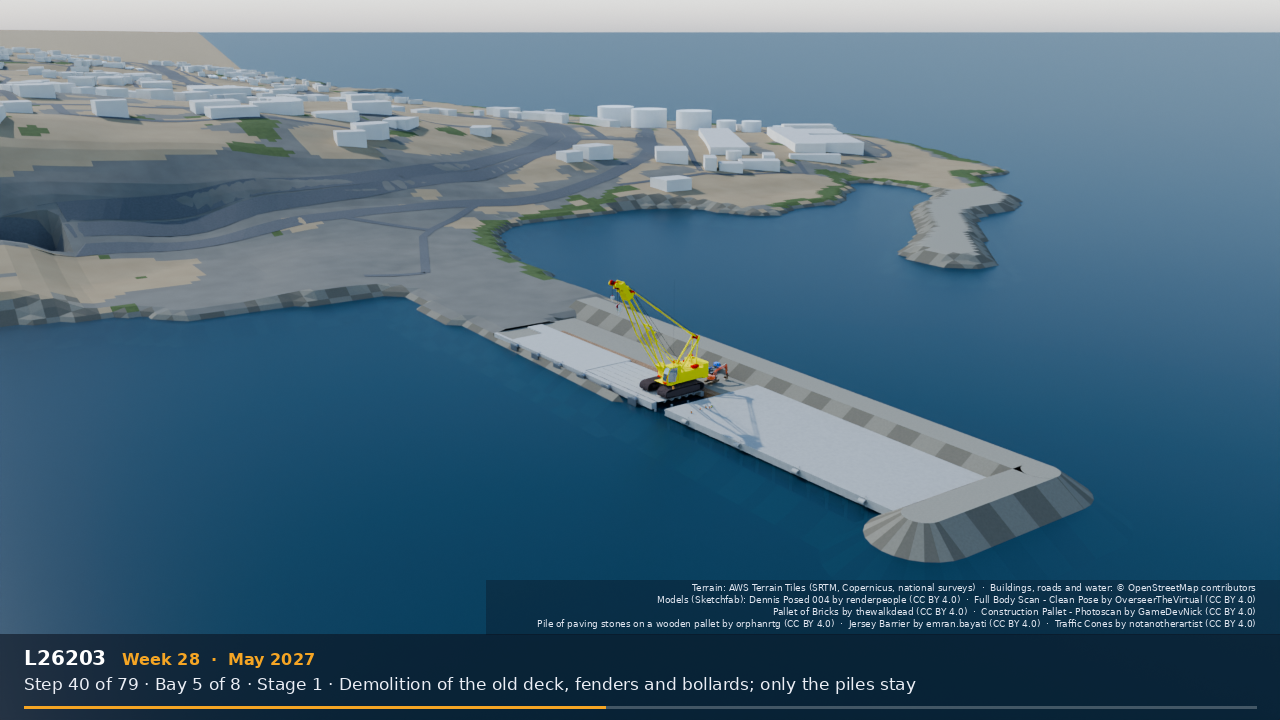 Terrain: AWS Terrain Tiles (SRTM, Copernicus, national surveys)  ·  Buildings, roads and water: © OpenStreetMap contributors
Models (Sketchfab): Dennis Posed 004 by renderpeople (CC BY 4.0)  ·  Full Body Scan - Clean Pose by OverseerTheVirtual (CC BY 4.0)
Pallet of Bricks by thewalkdead (CC BY 4.0)  ·  Construction Pallet - Photoscan by GameDevNick (CC BY 4.0)
Pile of paving stones on a wooden pallet by orphanrtg (CC BY 4.0)  ·  Jersey Barrier by emran.bayati (CC BY 4.0)  ·  Traffic Cones by notanotherartist (CC BY 4.0)
L26203 Week 28 · May 2027
Step 40 of 79 · Bay 5 of 8 · Stage 1 · Demolition of the old deck, fenders and bollards; only the piles stay